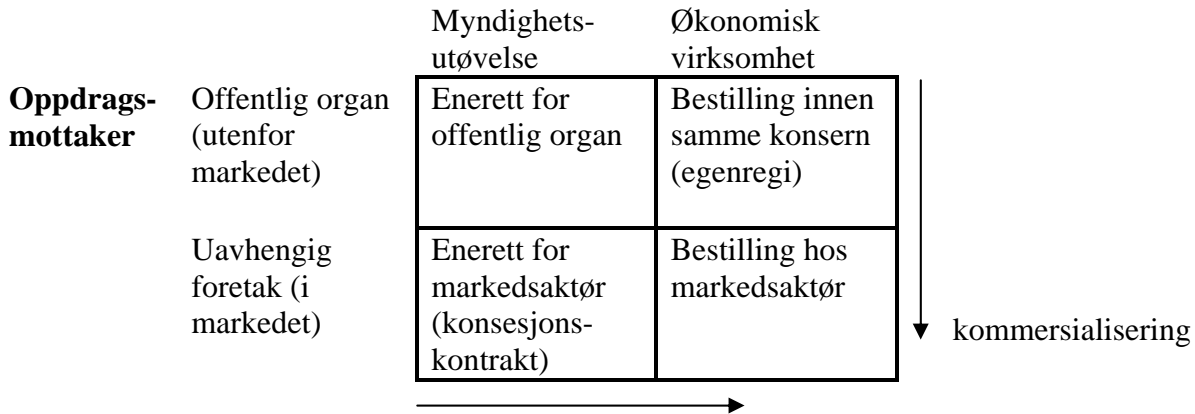 Myndighets-
utøvelse
Økonomisk
virksomhet
Oppdrags-
mottaker
Offentlig organ
(utenfor
markedet)
Enerett for
offentlig organ
Bestilling innen
samme konsern
(egenregi)
Uavhengig
foretak (i
markedet)
Enerett for
markedsaktør
(konsesjons-
kontrakt)
Bestilling hos
markedsaktør
kommersialisering